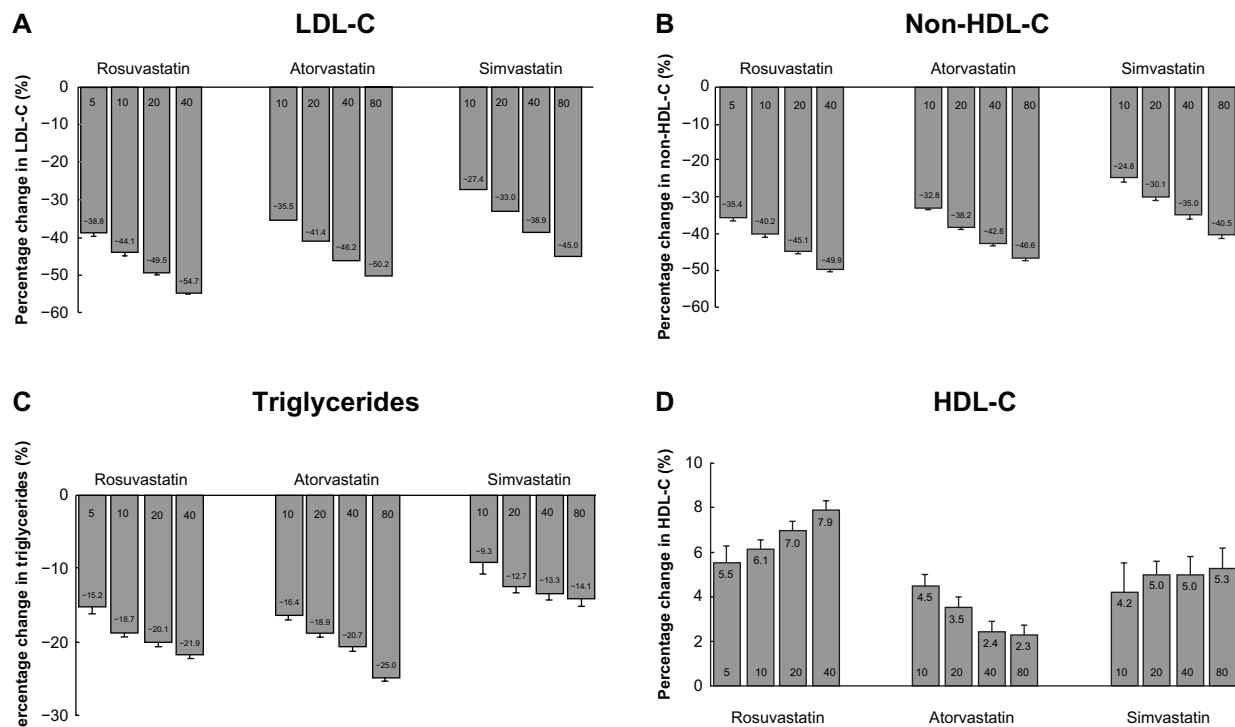 A
LDL-C
Percentage change in LDL-C (%)
Rosuvastatin Atorvastatin Simvastatin
0
−10
−20
−30
−40
−50
−60
5 10 20 40 10 20 40 80 10 20 40 80
−38.8 −44.1 −49.5 −54.7 −35.5 −41.4 −46.2 −50.2 −27.4 −33.0 −38.9 −45.0
B
Non-HDL-C
Percentage change in non-HDL-C (%)
Rosuvastatin Atorvastatin Simvastatin
0
−10
−20
−30
−40
−50
−60
5 10 20 40 10 20 40 80 10 20 40 80
−35.4 −40.2 −45.1 −49.9 −32.8 −38.2 −42.6 −46.6 −24.8 −30.1 −35.0 −40.5
C
Triglycerides
ercentage change in triglycerides (%)
Rosuvastatin Atorvastatin Simvastatin
0
−10
−20
−30
5 10 20 40 10 20 40 80 10 20 40 80
−15.2 −18.7 −20.1 −21.9 −16.4 −18.9 −20.7 −25.0 −9.3 −12.7 −13.3 −14.1
D
HDL-C
Percentage change in HDL-C (%)
10
8
6
4
2
0
5.5 6.1 7.0 7.9 4.5 3.5 2.4 2.3 4.2 5.0 5.0 5.3
5 10 20 40 10 20 40 80 10 20 40 80
Rosuvastatin Atorvastatin Simvastatin